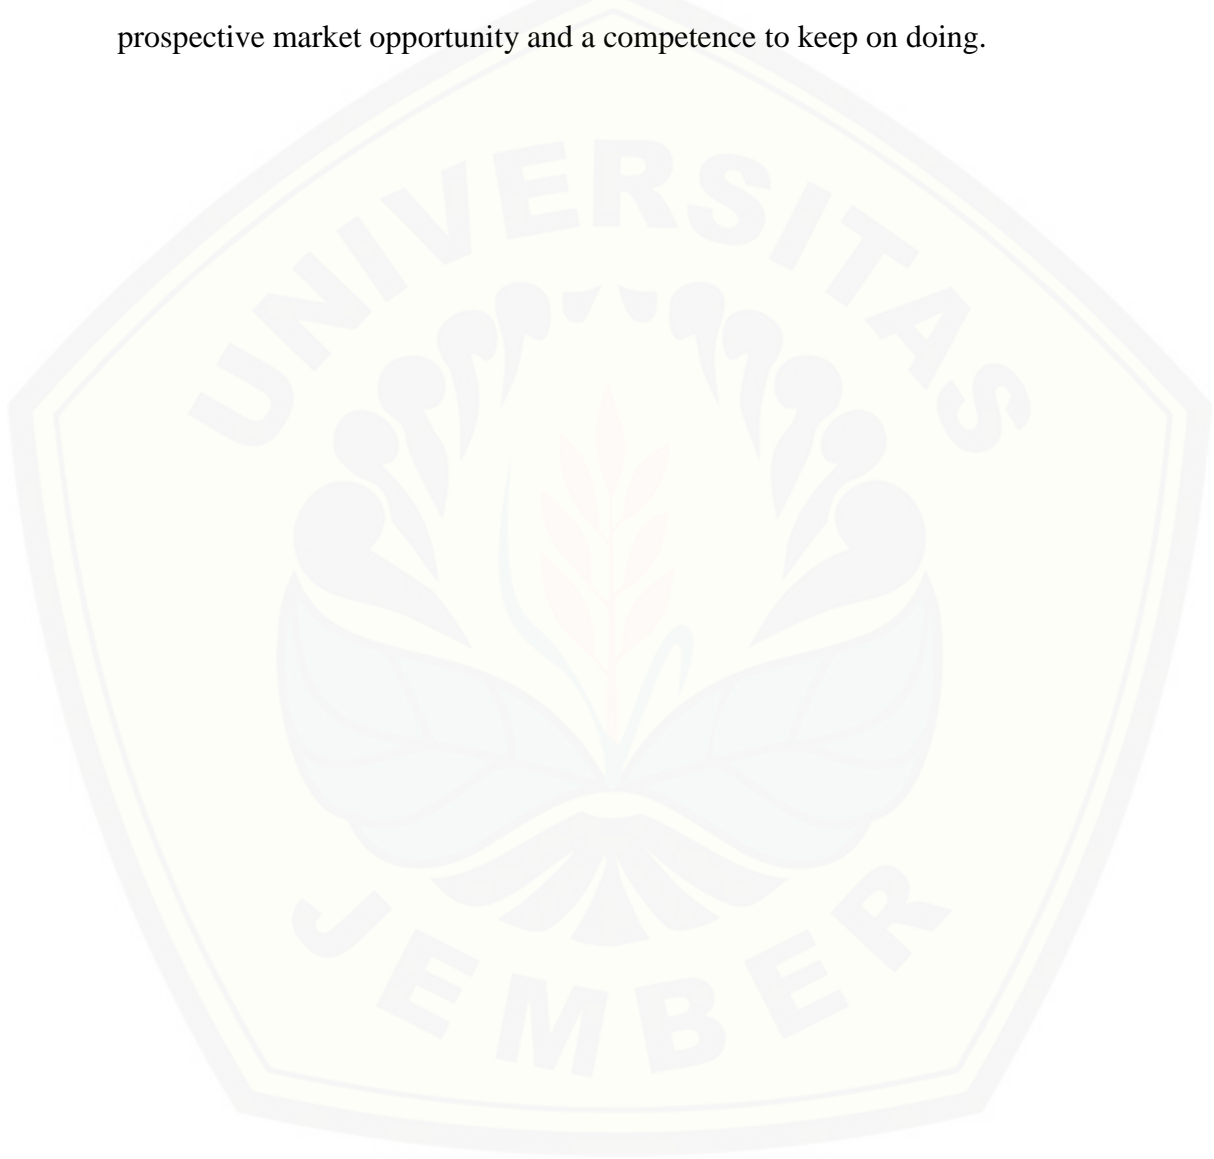 prospective market opportunity and a competence to keep on doing.
UNIVERSITAS
JEMBER